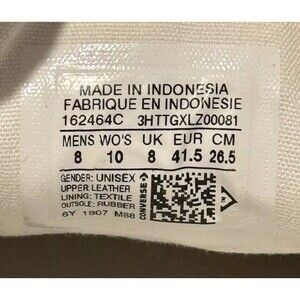 MADE IN INDONESIA
FABRIQUE EN INDONESIE
162464C 3HTTGXLZ00081
MENS WO'S UK EUR CM
8 10 8 41.5 26.5
GENDER: UNISEX
UPPER: LEATHER
LINING: TEXTILE
OUTSOLE: RUBBER
6Y 1807 M88
CONVERSE